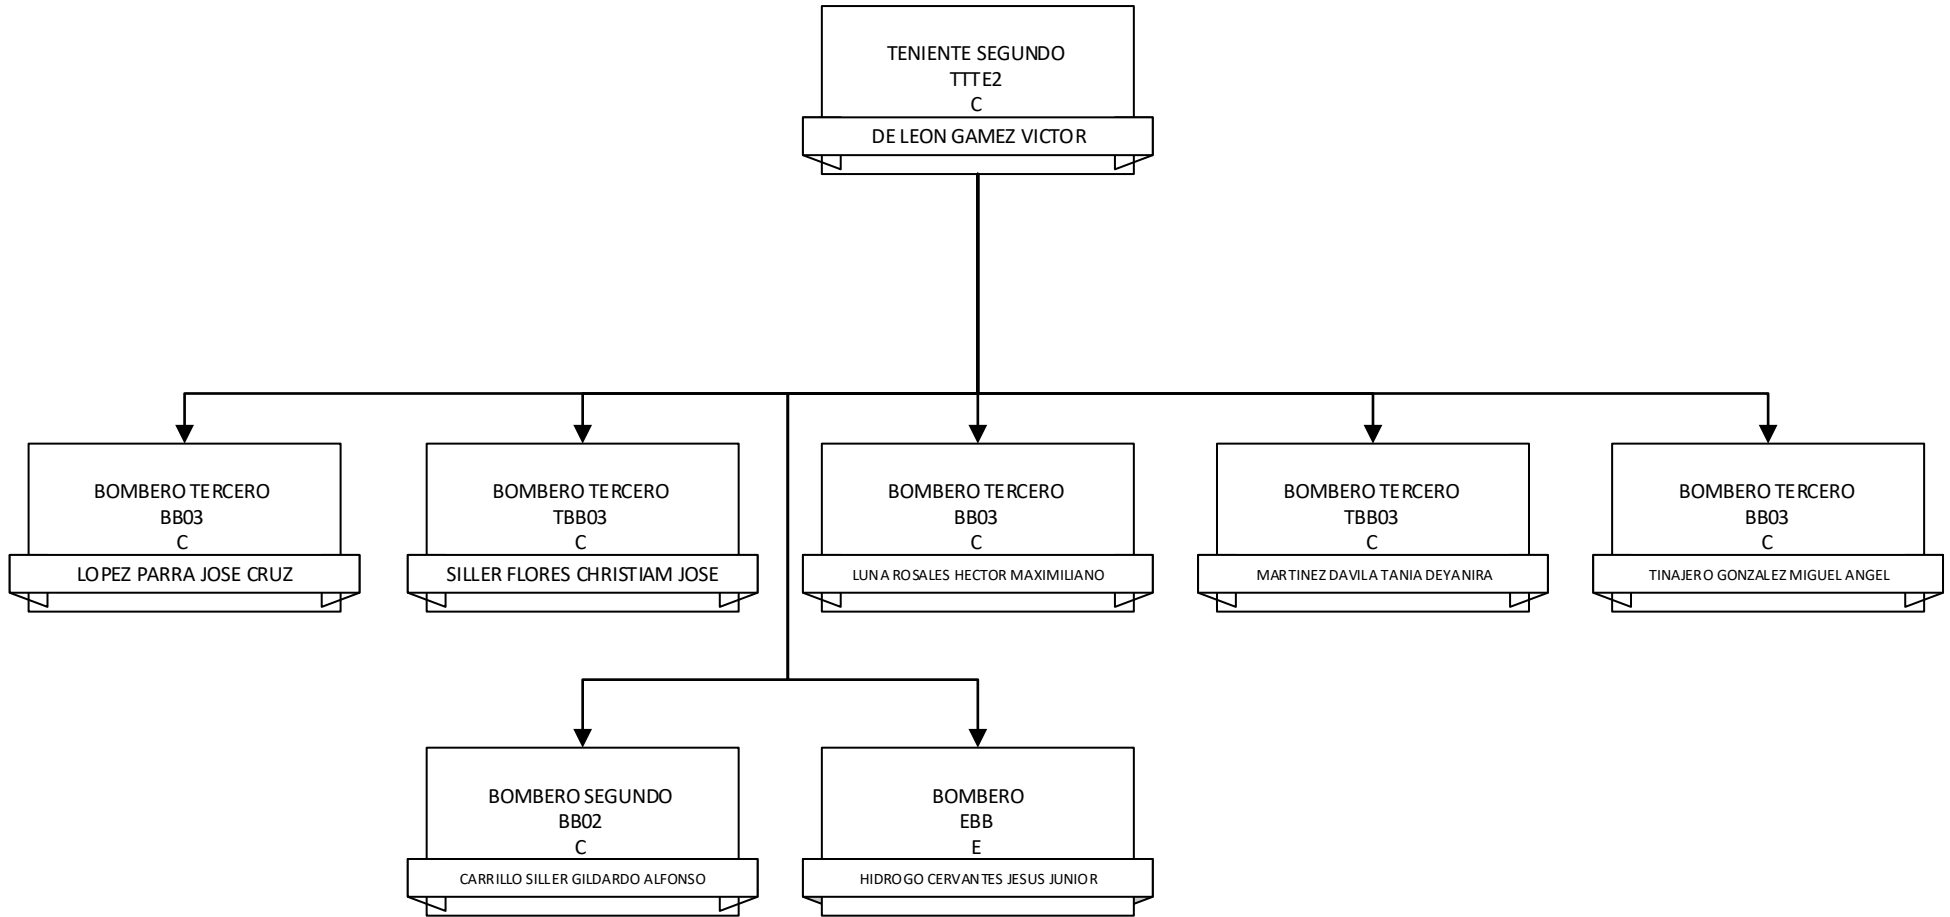 TENIENTE SEGUNDO
TTTE2
C
DE LEON GAMEZ VICTOR
BOMBERO TERCERO
BB03
C
LOPEZ PARRA JOSE CRUZ
BOMBERO TERCERO
TBB03
C
SILLER FLORES CHRISTIAM JOSE
BOMBERO TERCERO
BB03
C
LUNA ROSALES HECTOR MAXIMILIANO
BOMBERO TERCERO
TBB03
C
MARTINEZ DAVILA TANIA DEYANIRA
BOMBERO TERCERO
BB03
C
TINAJERO GONZALEZ MIGUEL ANGEL
BOMBERO SEGUNDO
BB02
C
CARRILLO SILLER GILDARDO ALFONSO
BOMBERO
EBB
E
HIDROGO CERVANTES JESUS JUNIOR